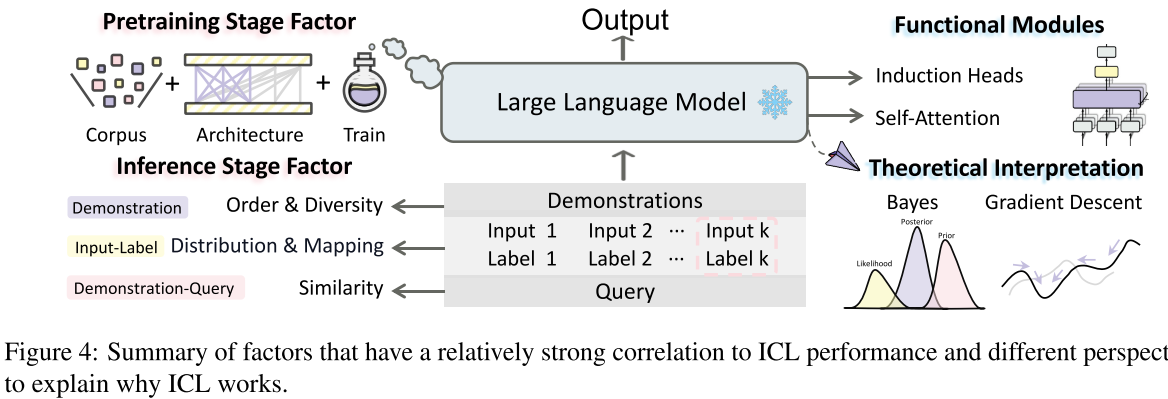 Pretraining Stage Factor
+
+
Corpus
Architecture
Train
Inference Stage Factor
Demonstration
Order & Diversity
Input-Label
Distribution & Mapping
Demonstration-Query
Similarity
Output
Large Language Model
Demonstrations
Input 1 Input 2 ··· Input k
Label 1 Label 2 ··· Label k
Query
Functional Modules
Induction Heads
Self-Attention
Theoretical Interpretation
Bayes
Posterior
Prior
Likelihood
Gradient Descent
Figure 4: Summary of factors that have a relatively strong correlation to ICL performance and different perspect
to explain why ICL works.